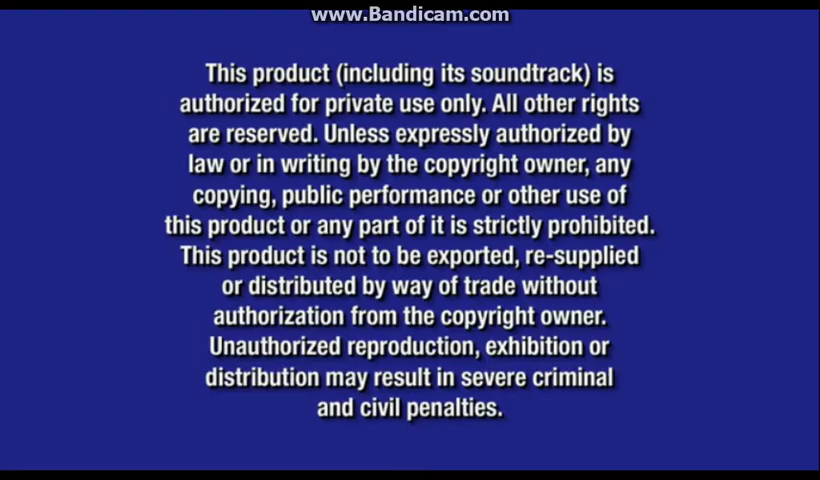 www.Bandicam.com
This product (including its soundtrack) is
authorized for private use only. All other rights
are reserved. Unless expressly authorized by
law or in writing by the copyright owner, any
copying, public performance or other use of
this product or any part of it is strictly prohibited.
This product is not to be exported, re-supplied
or distributed by way of trade without
authorization from the copyright owner.
Unauthorized reproduction, exhibition or
distribution may result in severe criminal
and civil penalties.